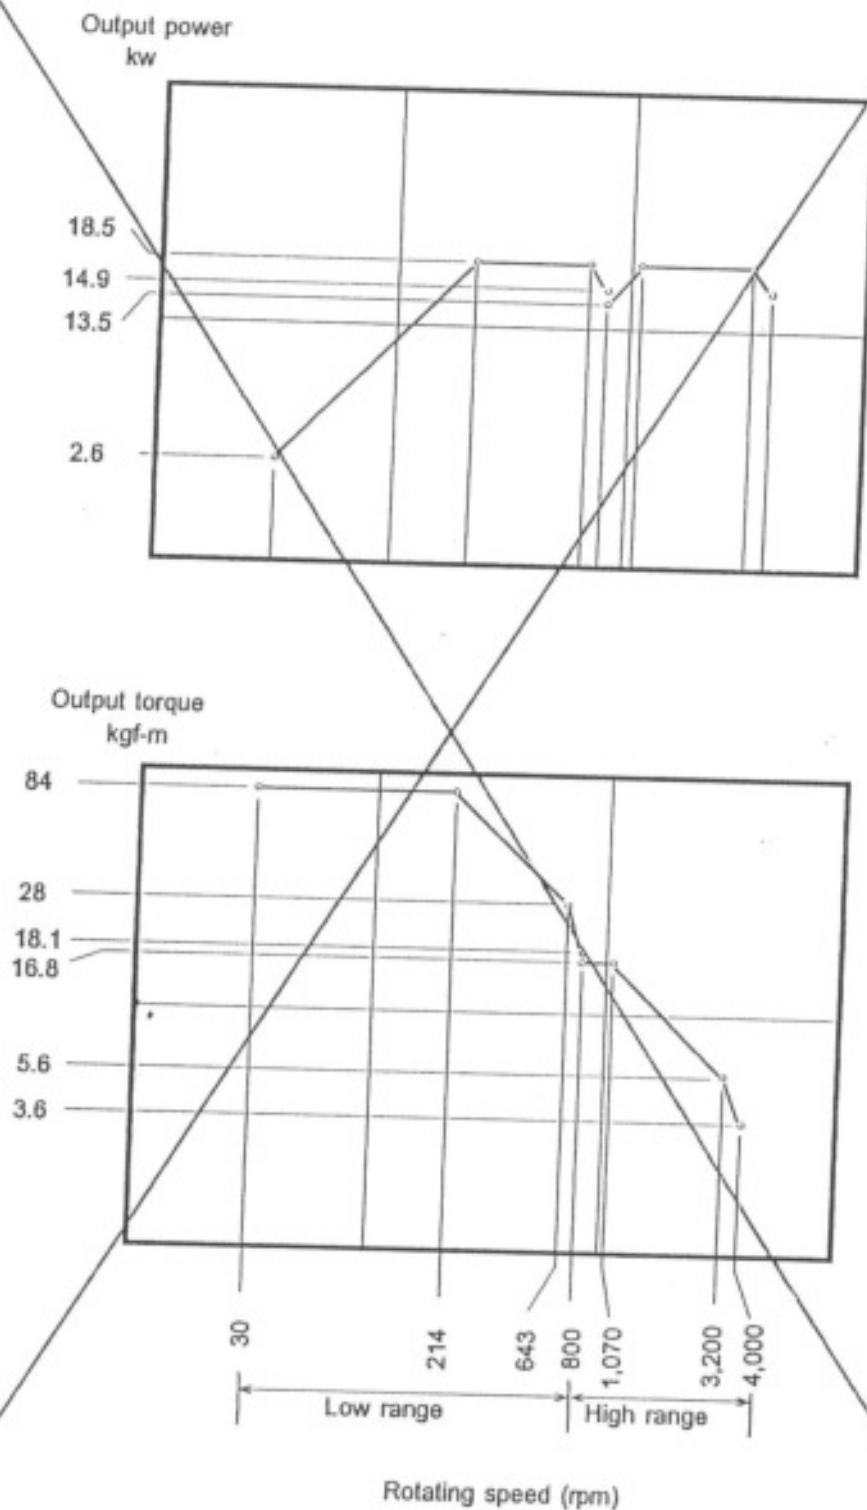 Output power
kw
18.5
14.9
13.5
2.6
Output torque
kgf-m
84
28
18.1
16.8
5.6
3.6
30
214
643
800
1,070
3,200
4,000
Low range
High range
Rotating speed (rpm)